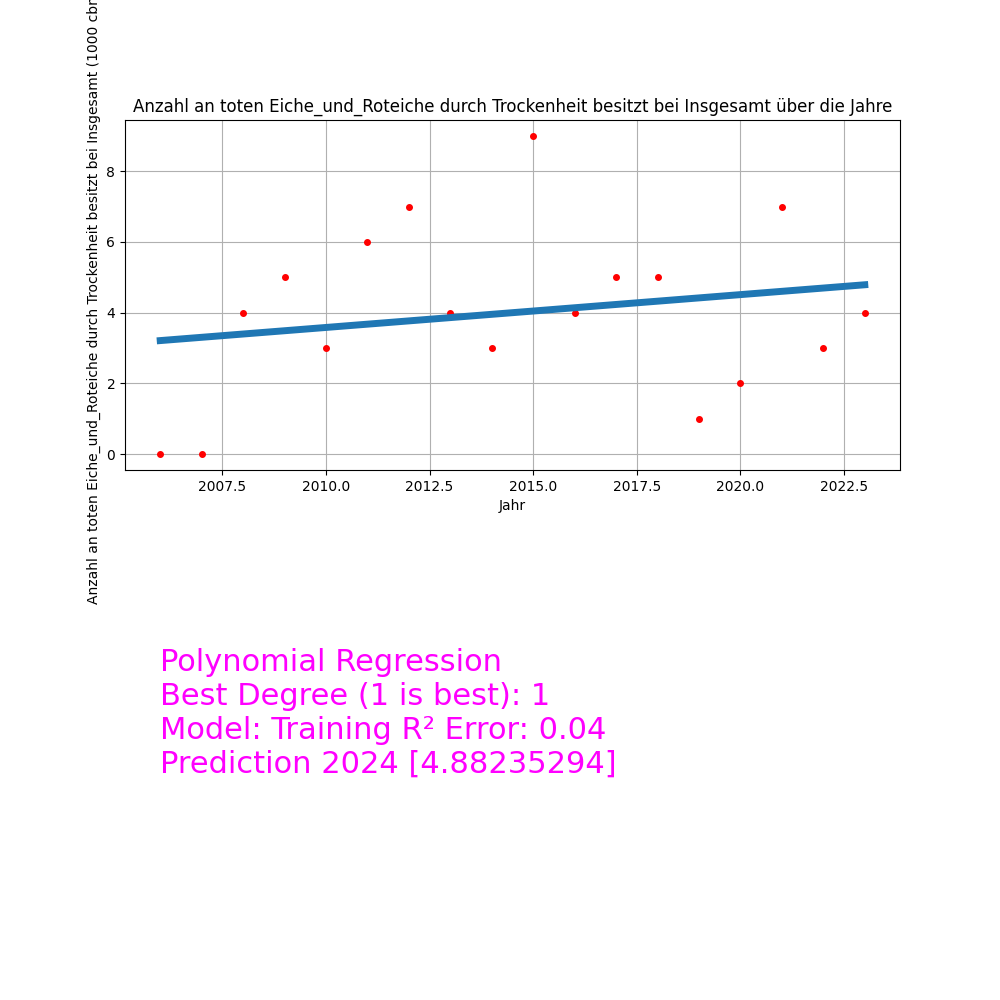 Anzahl an toten Eiche_und_Roteiche durch Trockenheit besitzt bei Insgesamt über die Jahre
Anzahl an toten Eiche_und_Roteiche durch Trockenheit besitzt bei Insgesamt (1000 cbm
8
6
4
2
0
2007.5 2010.0 2012.5 2015.0 2017.5 2020.0 2022.5
Jahr
Polynomial Regression
Best Degree (1 is best): 1
Model: Training R² Error: 0.04
Prediction 2024 [4.88235294]